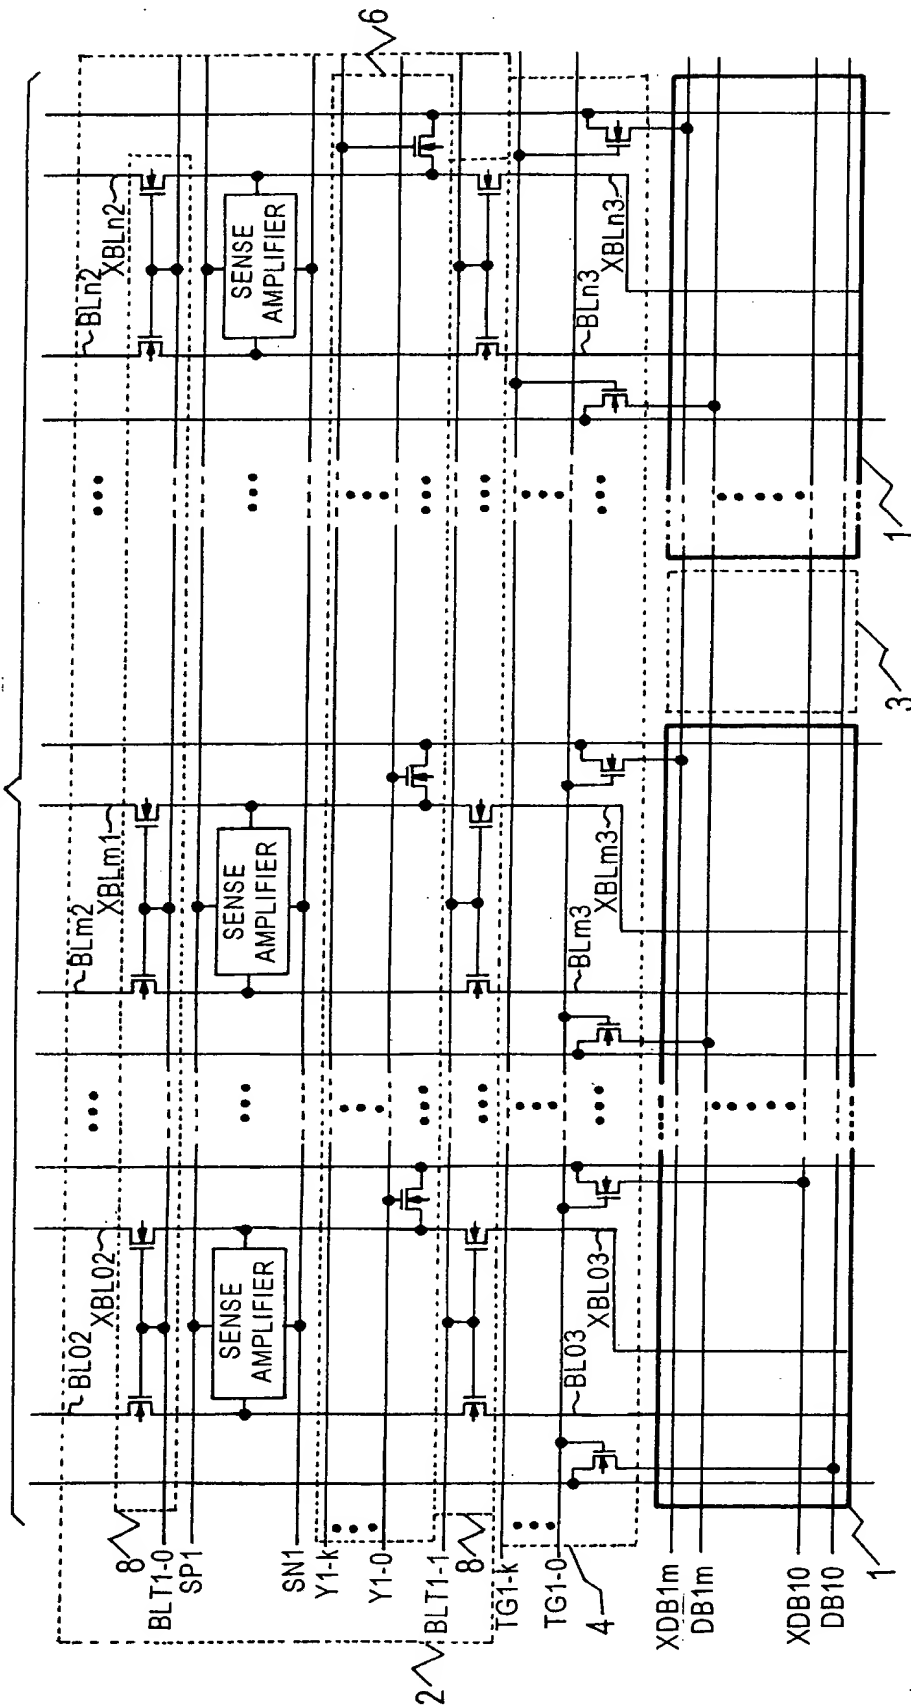 6
BLn2
XBLn2
SENSE
AMPLIFIER
BLn3
XBLn3
1
3
BLm2
XBLm1
SENSE
AMPLIFIER
BLm3
XBLm3
BL02
XBL02
SENSE
AMPLIFIER
BL03
XBL03
8
BLT1-0
SP1
SN1
Y1-k
Y1-0
BLT1-1
8
TG1-k
TG1-0
4
XDB1m
DB1m
XDB10
DB10
1
2